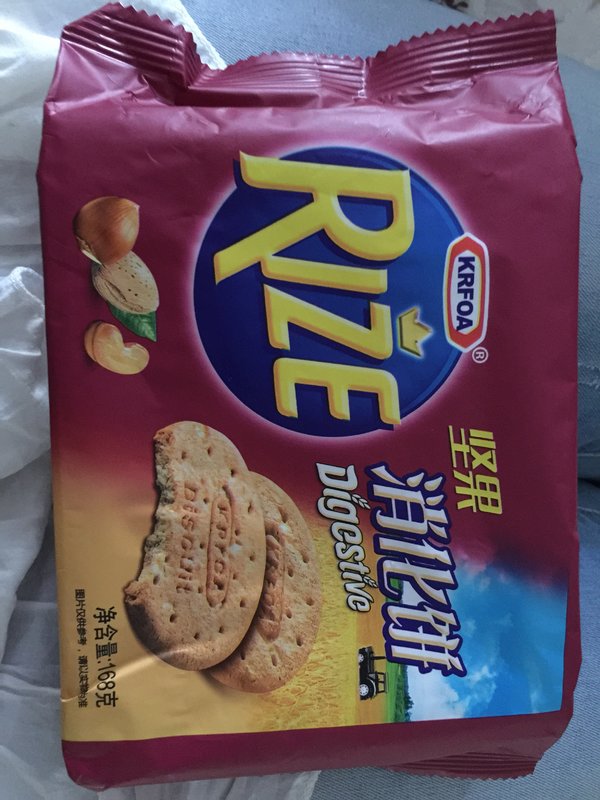 KRFOA®
RIZE
坚果
消化饼
Digestive
biscuit
净含量:168克
图片仅供参考，请以实物为准